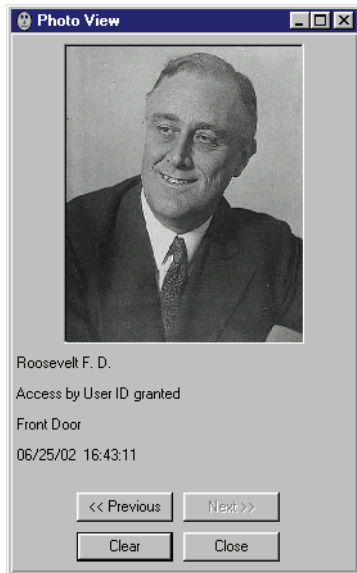 Photo View
Roosevelt F. D.
Access by User ID granted
Front Door
06/25/02 16:43:11
<< Previous Next >>
Clear Close